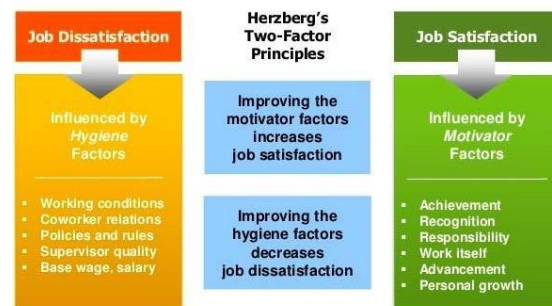 Job Dissatisfaction
Influenced by
Hygiene
Factors
▪ Working conditions
▪ Coworker relations
▪ Policies and rules
▪ Supervisor quality
▪ Base wage, salary
Herzberg's
Two-Factor
Principles
Improving the
motivator factors
increases
job satisfaction
Improving the
hygiene factors
decreases
job dissatisfaction
Job Satisfaction
Influenced by
Motivator
Factors
▪ Achievement
▪ Recognition
▪ Responsibility
▪ Work itself
▪ Advancement
▪ Personal growth